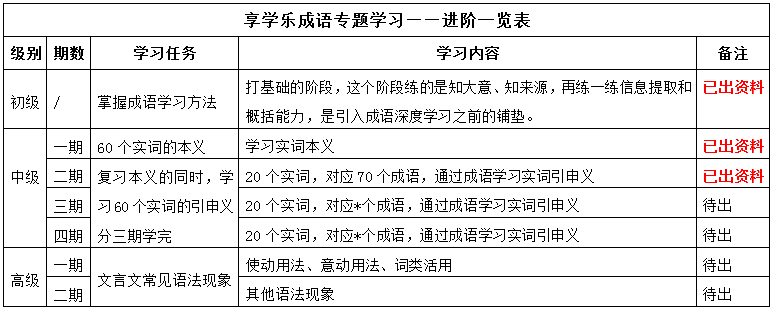 享学乐成语专题学习——进阶一览表
级别 期数 学习任务 学习内容 备注
初级 / 掌握成语学习方法 打基础的阶段，这个阶段练的是知大意、知来源，再练一练信息提取和 已出资料
概括能力，是引入成语深度学习之前的铺垫。
中级 一期 60个实词的本义 学习实词本义 已出资料
二期 复习本义的同时，学 20个实词，对应70个成语，通过成语学习实词引申义 已出资料
三期 习60个实词的引申义 20个实词，对应*个成语，通过成语学习实词引申义 待出
四期 分三期学完 20个实词，对应*个成语，通过成语学习实词引申义 待出
高级 一期 文言文常见语法现象 使动用法、意动用法、词类活用 待出
二期 其他语法现象 待出